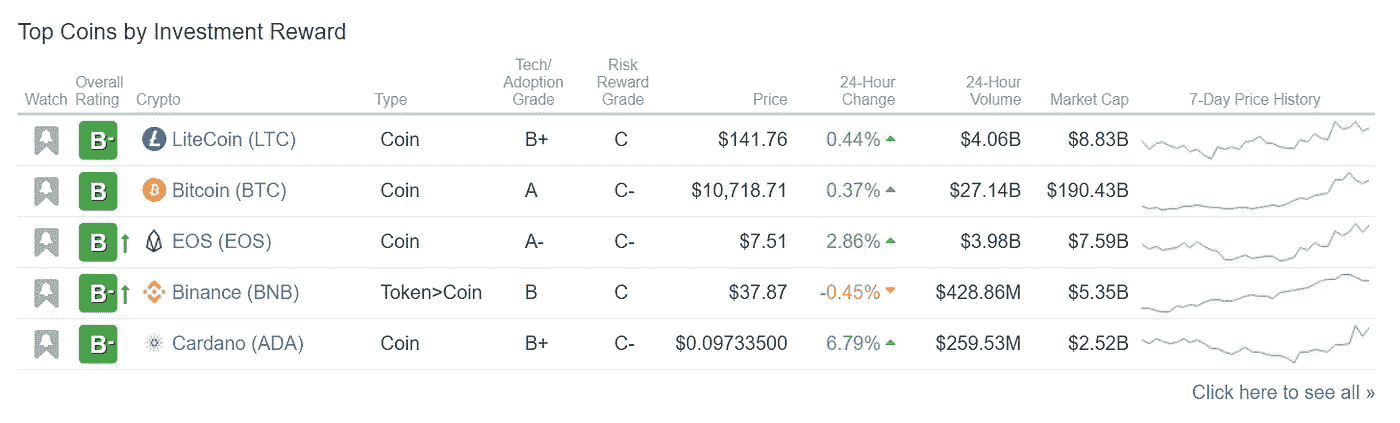 Top Coins by Investment Reward
Watch Overall Rating Crypto Type Tech/ Adoption Grade Risk Reward Grade Price 24-Hour Change 24-Hour Volume Market Cap 7-Day Price History
B- LiteCoin (LTC) Coin B+ C $141.76 0.44% $4.06B $8.83B
B Bitcoin (BTC) Coin A C- $10,718.71 0.37% $27.14B $190.43B
B EOS (EOS) Coin A- C- $7.51 2.86% $3.98B $7.59B
B- Binance (BNB) Token>Coin B C $37.87 -0.45% $428.86M $5.35B
B- Cardano (ADA) Coin B+ C- $0.09733500 6.79% $259.53M $2.52B
Click here to see all »